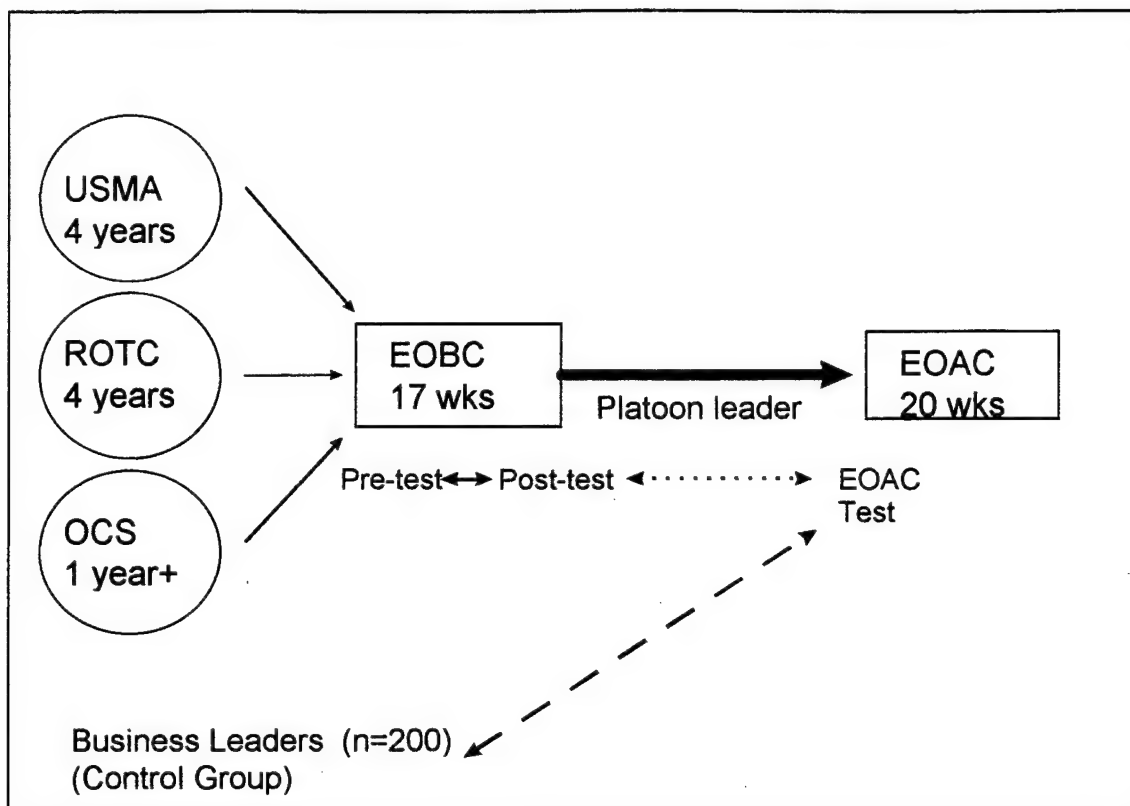 USMA
4 years
ROTC
4 years
OCS
1 year+
EOBC
17 wks
Platoon leader
EOAC
20 wks
Pre-test
Post-test
EOAC
Test
Business Leaders (n=200)
(Control Group)